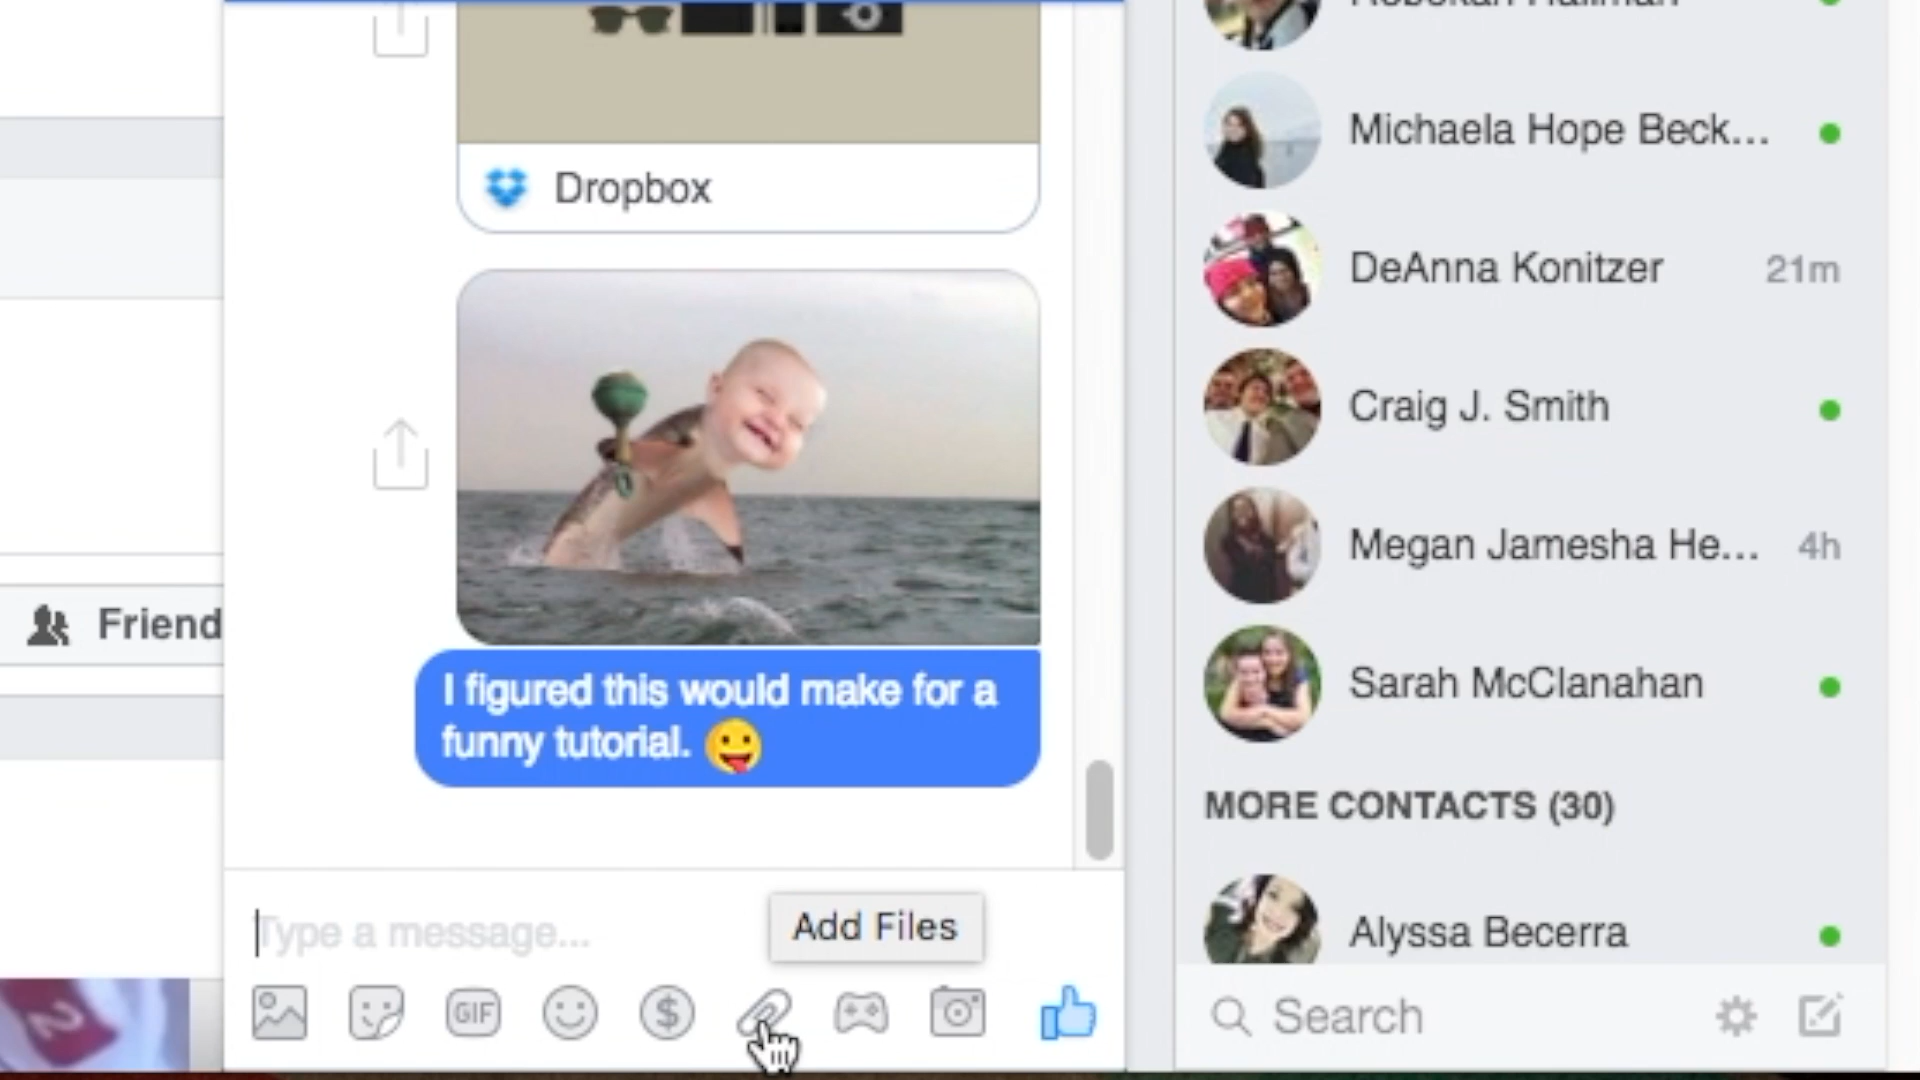 Michaela Hope Beck...
Dropbox
DeAnna Konitzer 21m
Craig J. Smith
Megan Jamesha He... 4h
Friend
I figured this would make for a
funny tutorial.
Sarah McClanahan
MORE CONTACTS (30)
Type a message...
Add Files
Alyssa Becerra
GIF
$
Search
2